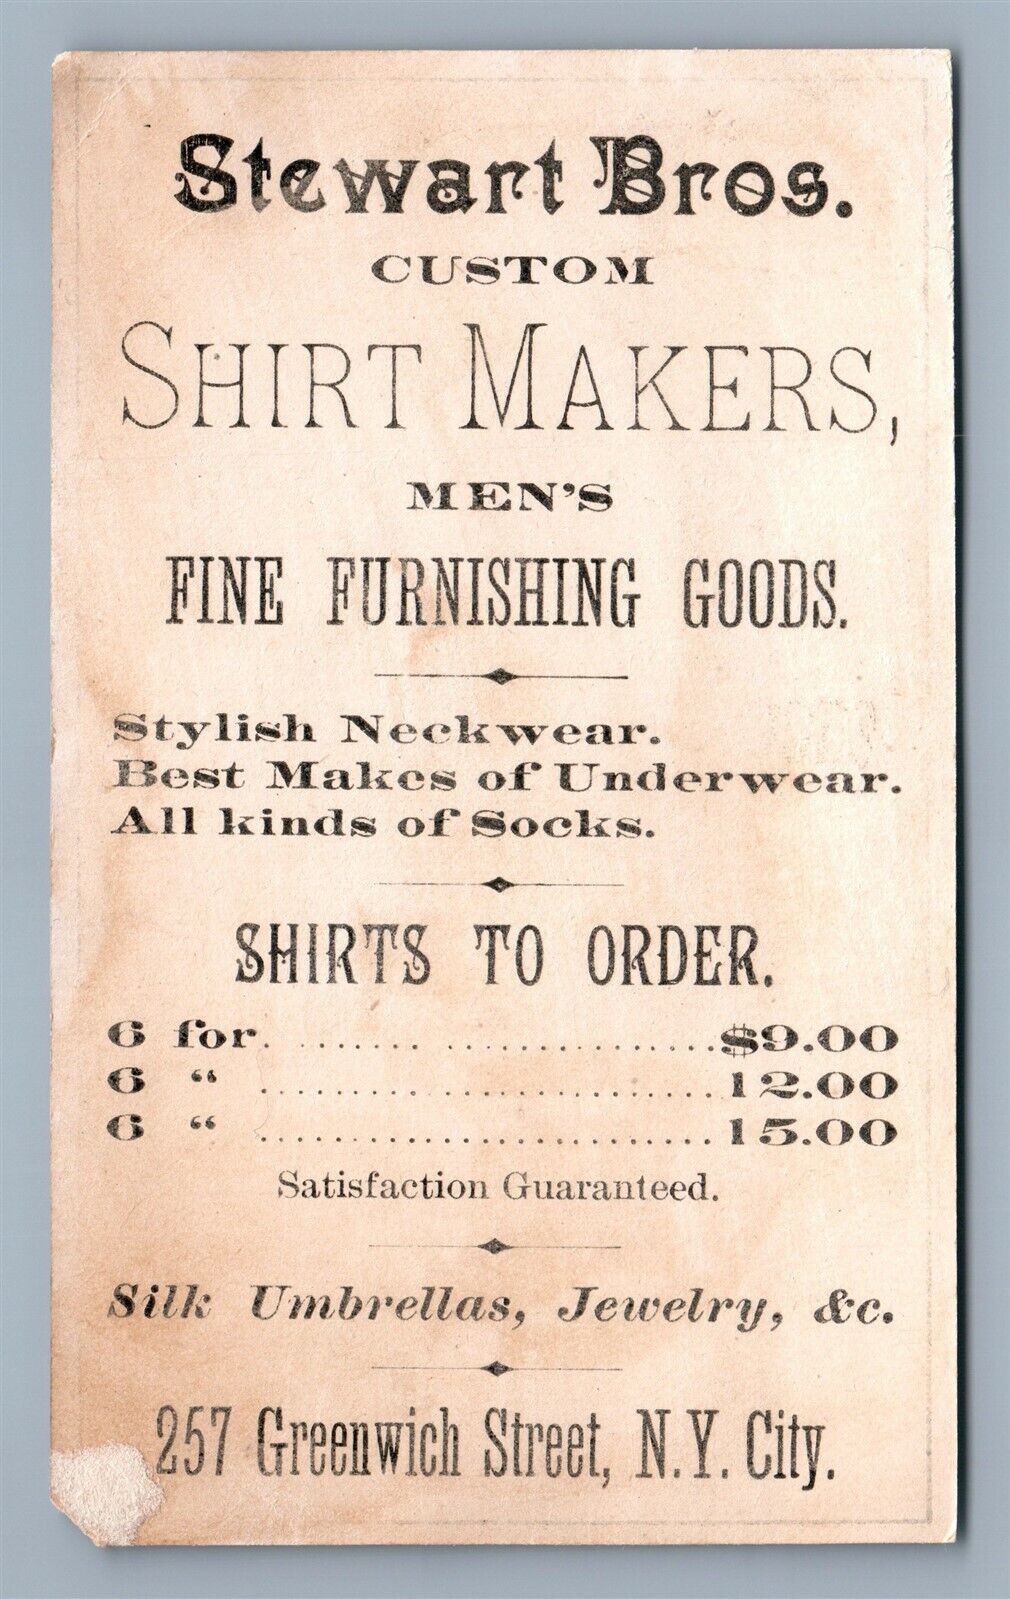 Stewart Bros.
CUSTOM
SHIRT MAKERS,
MEN'S
FINE FURNISHING GOODS.
Stylish Neckwear.
Best Makes of Underwear.
All kinds of Socks.
SHIRTS TO ORDER.
6 for. ....... ................$9.00
6 “ ...........................12.00
6 “ ...........................15.00
Satisfaction Guaranteed.
Silk Umbrellas, Jewelry, &c.
257 Greenwich Street, N.Y. City.